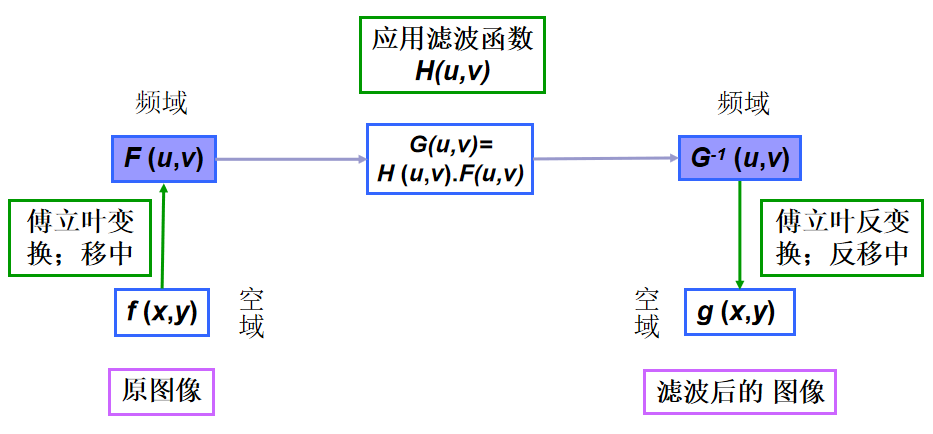 应用滤波函数
H(u,v)
频域
频域
F (u,v)
G(u,v)=
H (u,v).F(u,v)
G-1 (u,v)
傅立叶变
换；移中
傅立叶反变
换；反移中
f (x,y)
空
域
空
域
g (x,y)
原图像
滤波后的 图像